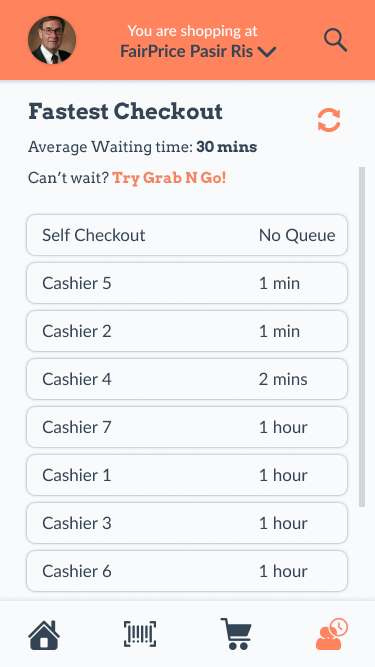 You are shopping at
FairPrice Pasir Ris
Fastest Checkout
Average Waiting time: 30 mins
Can't wait? Try Grab N Go!
Self Checkout No Queue
Cashier 5 1 min
Cashier 2 1 min
Cashier 4 2 mins
Cashier 7 1 hour
Cashier 1 1 hour
Cashier 3 1 hour
Cashier 6 1 hour